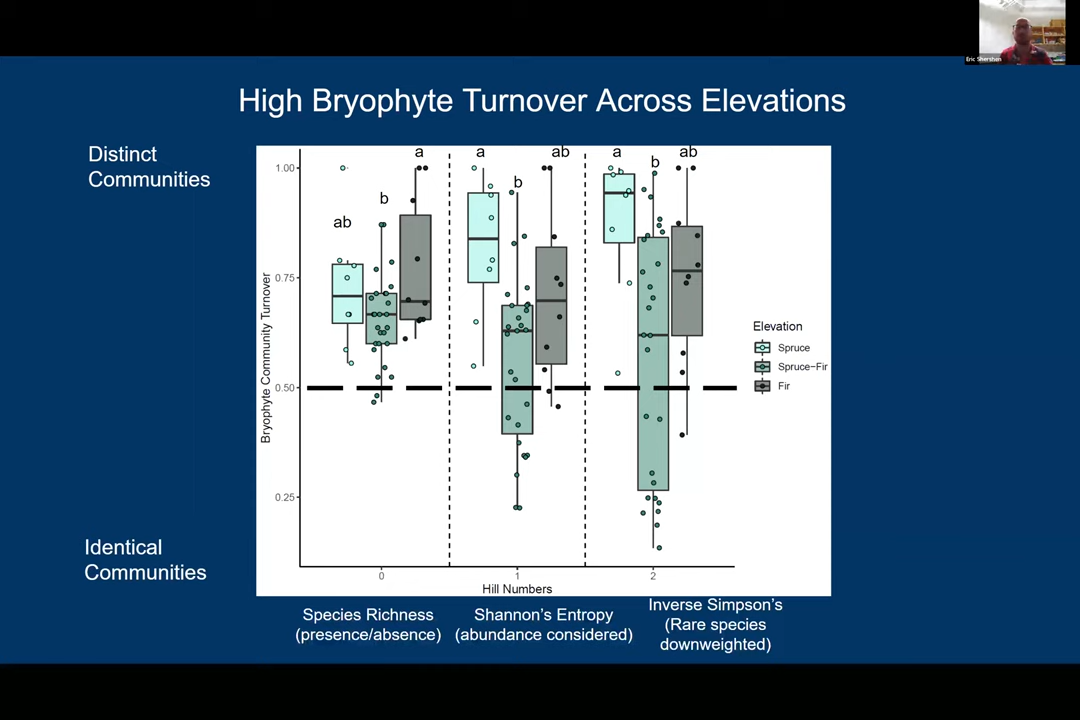 Eric Shershen
High Bryophyte Turnover Across Elevations
Distinct
Communities
Identical
Communities
Bryophyte Community Turnover
1.00
0.75
0.50
0.25
ab
b
a
a
b
ab
a
b
ab
0
1
2
Hill Numbers
Elevation
Spruce
Spruce-Fir
Fir
Species Richness
(presence/absence)
Shannon's Entropy
(abundance considered)
Inverse Simpson's
(Rare species
downweighted)